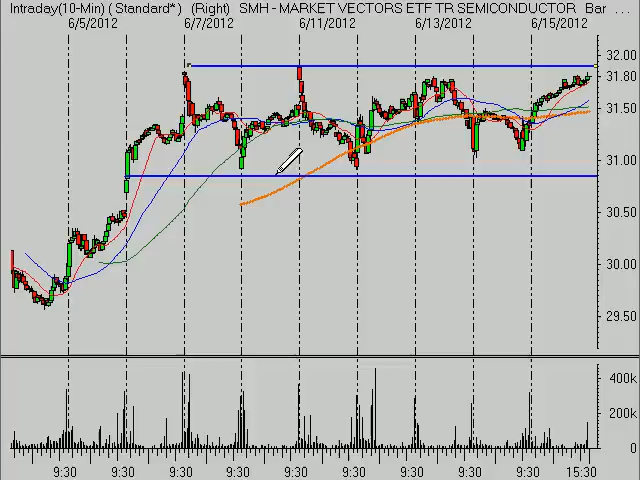 Intraday(10-Min) ( Standard* ) (Right) SMH - MARKET VECTORS ETF TR SEMICONDUCTOR Bar ...
6/5/2012 6/7/2012 6/11/2012 6/13/2012 6/15/2012
32.00
31.80
31.50
31.00
30.50
30.00
29.50
400k
200k
0k
9:30 9:30 9:30 9:30 9:30 9:30 9:30 9:30 9:30 15:30